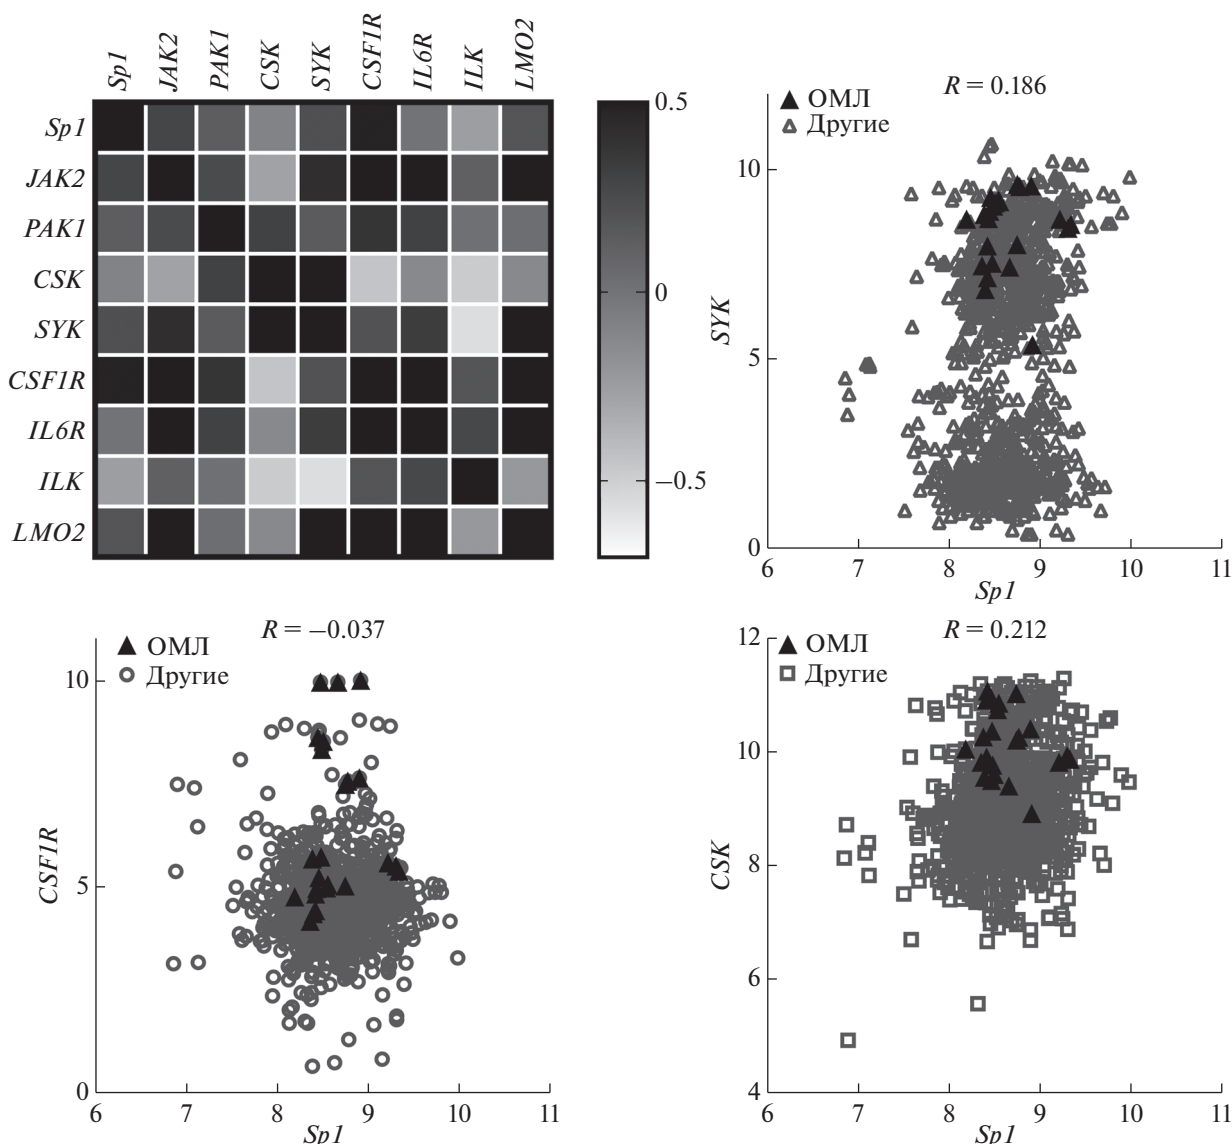 Sp1 JAK2 PAK1 CSK SYK CSF1R IL6R ILK LMO2
Sp1
JAK2
PAK1
CSK
SYK
CSF1R
IL6R
ILK
LMO2
0.5
0
−0.5
R = 0.186
ОМЛ
Другие
10
5
0
SYK
6 7 8 9 10 11
Sp1
R = −0.037
ОМЛ
Другие
10
5
0
CSF1R
6 7 8 9 10 11
Sp1
R = 0.212
ОМЛ
Другие
12
10
8
6
4
CSK
6 7 8 9 10 11
Sp1